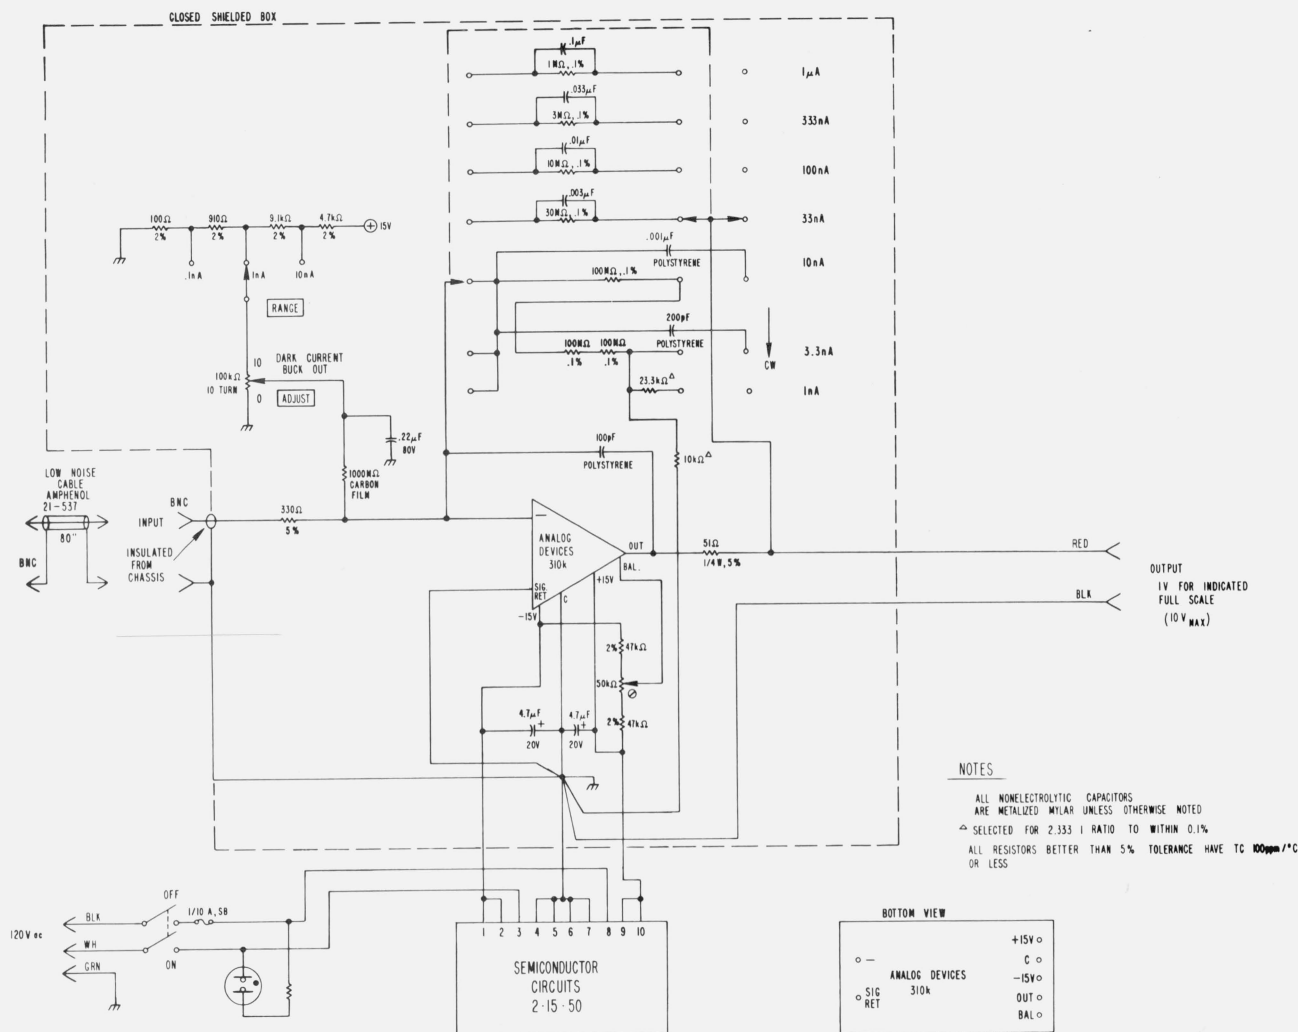 CLOSED SHIELDED BOX
.1μF
1MΩ, .1%
1μA
.033μF
3MΩ, .1%
333nA
.01μF
10MΩ, .1%
100nA
.003μF
30MΩ, .1%
33nA
100Ω
2%
910Ω
2%
9.1kΩ
2%
4.7kΩ
2%
+ 15V
.1nA
1nA
10nA
RANGE
.001μF
POLYSTYRENE
10nA
100MΩ, .1%
200pF
POLYSTYRENE
100MΩ
.1%
100MΩ
.1%
3.3nA
CW
23.3kΩ△
1nA
10
DARK CURRENT
BUCK OUT
100kΩ
10 TURN
0
ADJUST
.22μF
80V
1000MΩ
CARBON
FILM
100pF
POLYSTYRENE
10kΩ△
LOW NOISE
CABLE
AMPHENOL
21-537
80"
BNC
BNC
INPUT
INSULATED
FROM
CHASSIS
330Ω
5%
−
ANALOG
DEVICES
310k
OUT
BAL.
+15V
SIG.
RET
C
-15V
51Ω
1/4W, 5%
RED
BLK
OUTPUT
1V FOR INDICATED
FULL SCALE
(10 V MAX)
2% 47kΩ
50kΩ
2% 47kΩ
4.7μF
+
20V
4.7μF
+
20V
NOTES
ALL NONELECTROLYTIC CAPACITORS
ARE METALIZED MYLAR UNLESS OTHERWISE NOTED
△ SELECTED FOR 2.333 1 RATIO TO WITHIN 0.1%
ALL RESISTORS BETTER THAN 5% TOLERANCE HAVE TC 100ppm/°C
OR LESS
120V ac
BLK
WH
GRN
OFF
ON
1/10 A, SB
1 2 3 4 5 6 7 8 9 10
SEMICONDUCTOR
CIRCUITS
2·15·50
BOTTOM VIEW
+15V
C
-15V
OUT
BAL
−
SIG
RET
ANALOG DEVICES
310k